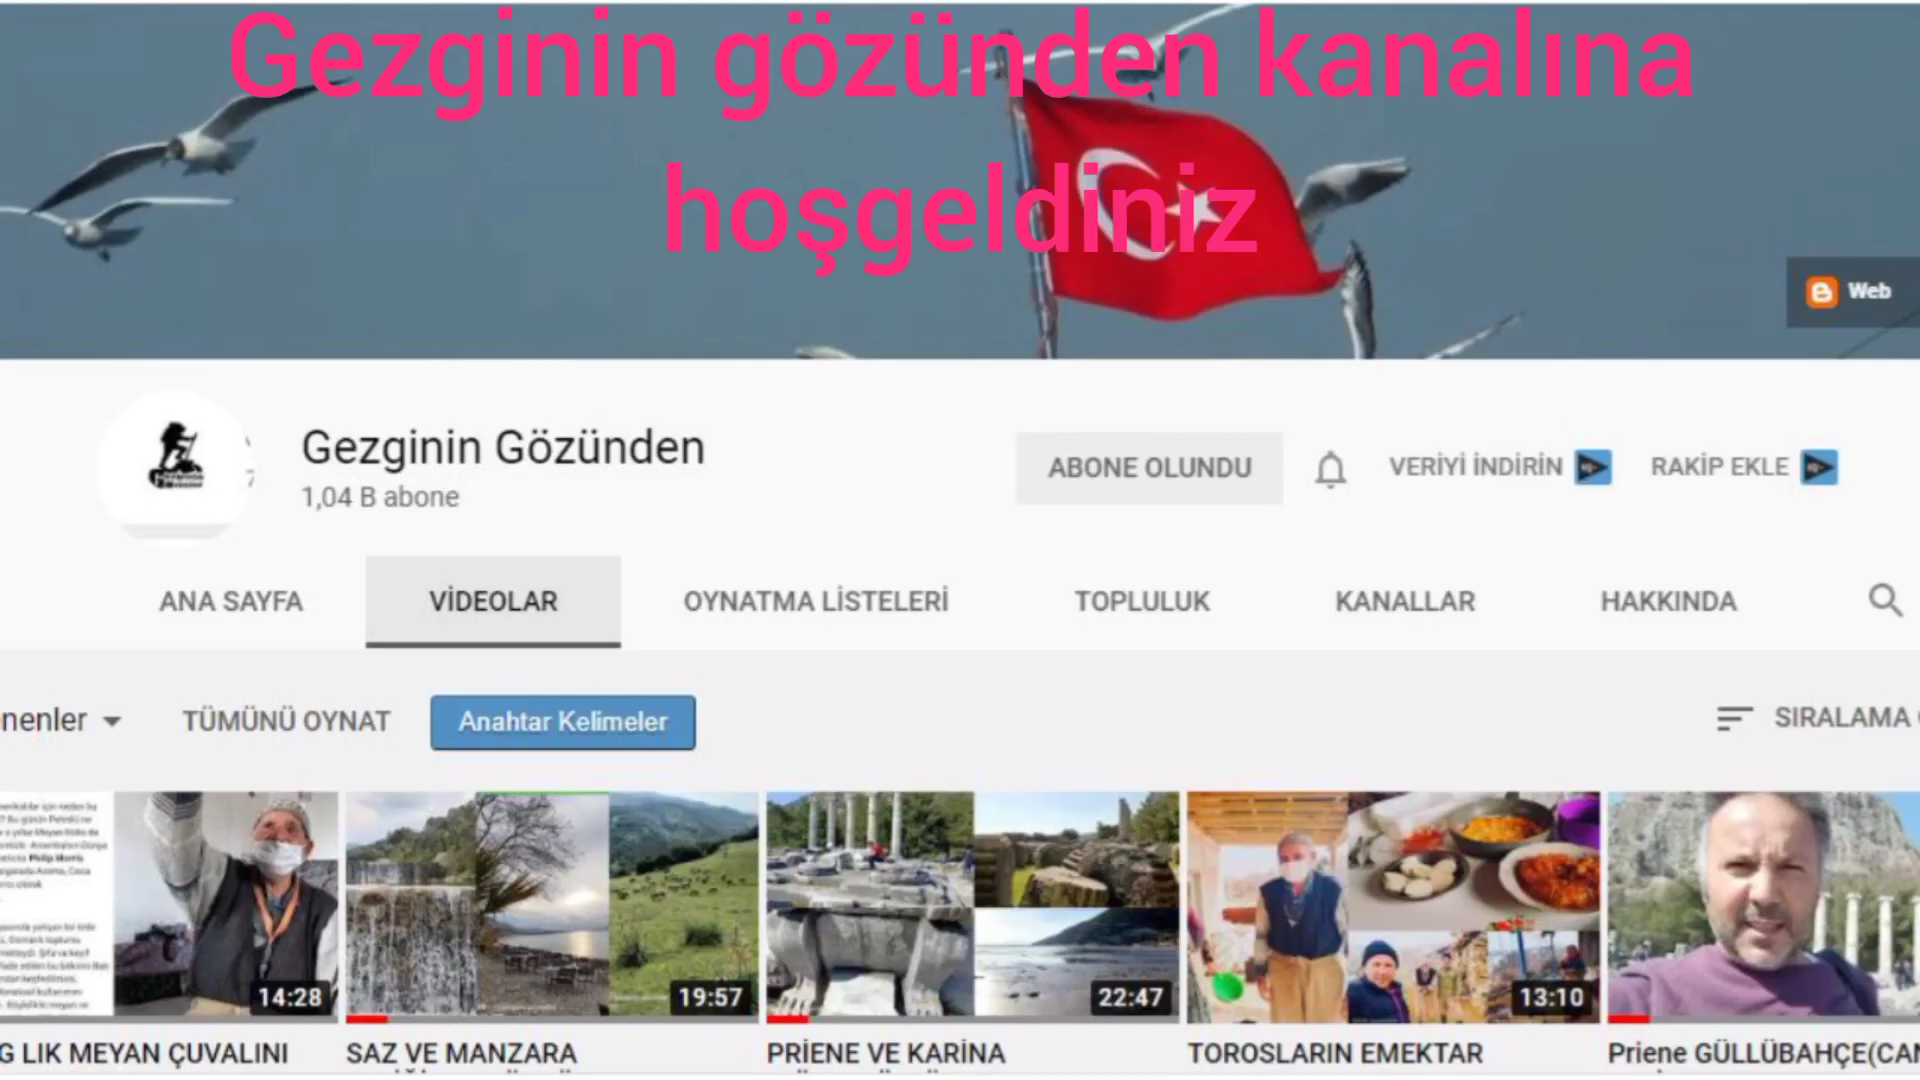 Gezginin gözünden kanalına
hoşgeldiniz
Web
Gezginin Gözünden
1,04 B abone
ABONE OLUNDU
VERİYİ İNDİRİN
RAKİP EKLE
ANA SAYFA
VİDEOLAR
OYNATMA LİSTELERİ
TOPLULUK
KANALLAR
HAKKINDA
nenler
TÜMÜNÜ OYNAT
Anahtar Kelimeler
SIRALAMA
14:28
19:57
22:47
13:10
G LIK MEYAN ÇUVALINI
SAZ VE MANZARA
PRİENE VE KARİNA
TOROSLARIN EMEKTAR
Priene GÜLLÜBAHÇE(CAN